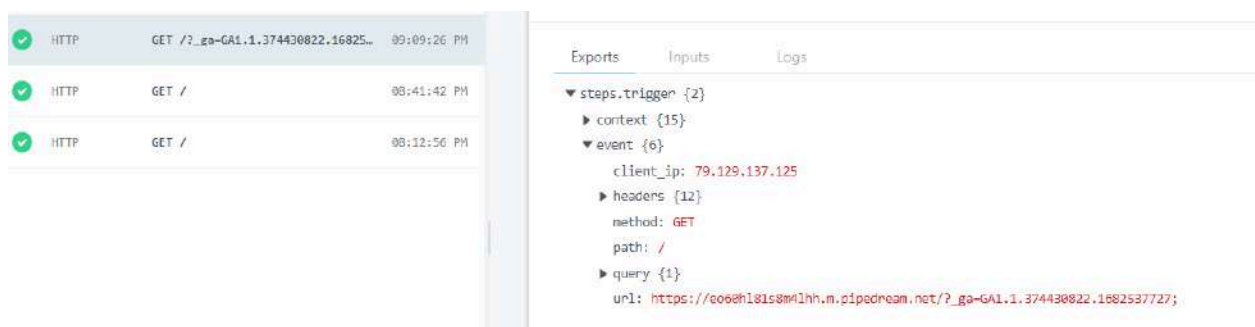 HTTP GET /?_ga=GA1.1.374430822.16825… 09:09:26 PM
HTTP GET / 08:41:42 PM
HTTP GET / 08:12:56 PM
Exports Inputs Logs
steps.trigger {2}
context {15}
event {6}
client_ip: 79.129.137.125
headers {12}
method: GET
path: /
query {1}
url: https://eo60hl81s8m4lhh.m.pipedream.net/?_ga=GA1.1.374430822.1682537727;